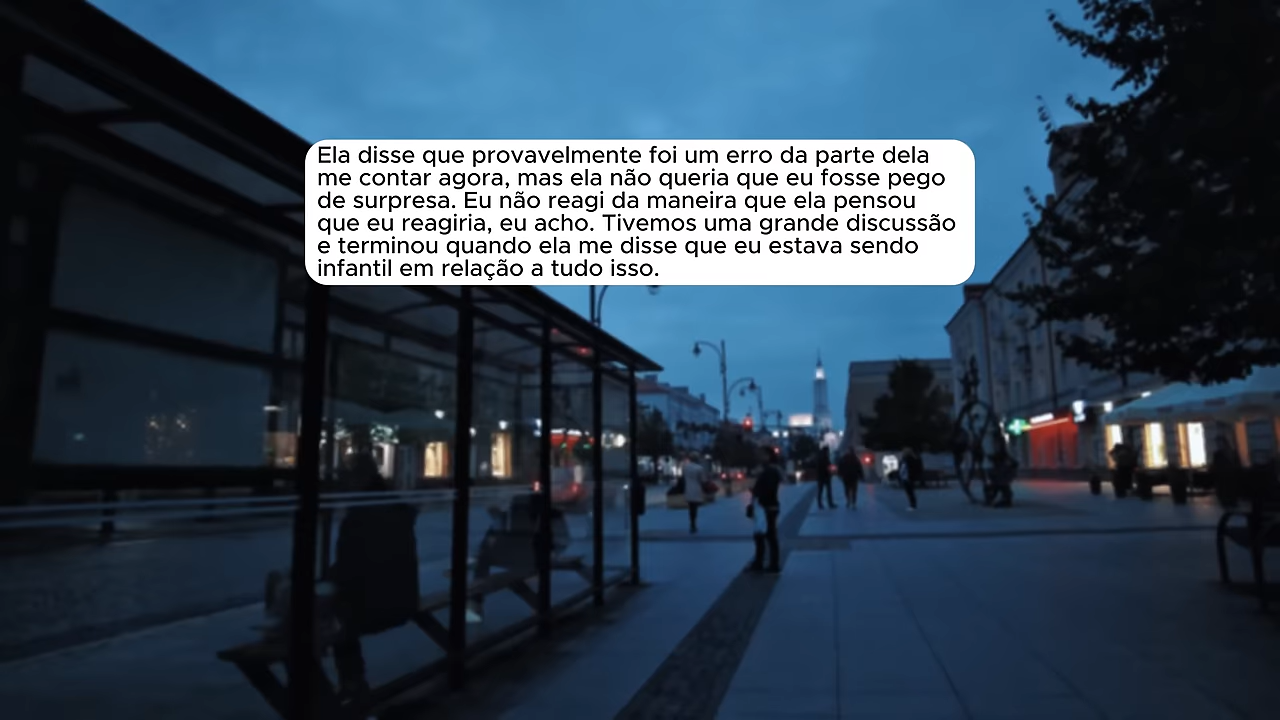 Ela disse que provavelmente foi um erro da parte dela
me contar agora, mas ela não queria que eu fosse pego
de surpresa. Eu não reagi da maneira que ela pensou
que eu reagiria, eu acho. Tivemos uma grande discussão
e terminou quando ela me disse que eu estava sendo
infantil em relação a tudo isso.